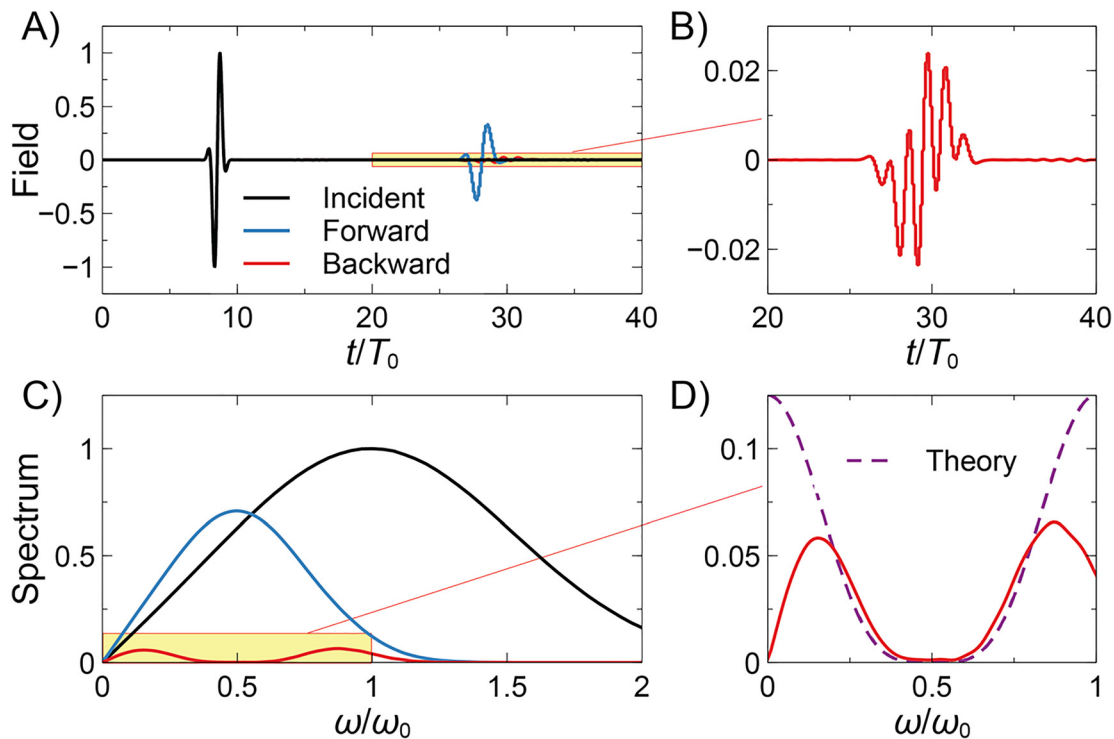 A)
Field
1
0.5
0
−0.5
−1
Incident
Forward
Backward
0
10
20
30
40
t/T0
B)
0.02
0
−0.02
20
30
40
t/T0
C)
Spectrum
1
0.5
0
0
0.5
1
1.5
2
ω/ω0
D)
0.1
0.05
0
Theory
0
0.5
1
ω/ω0